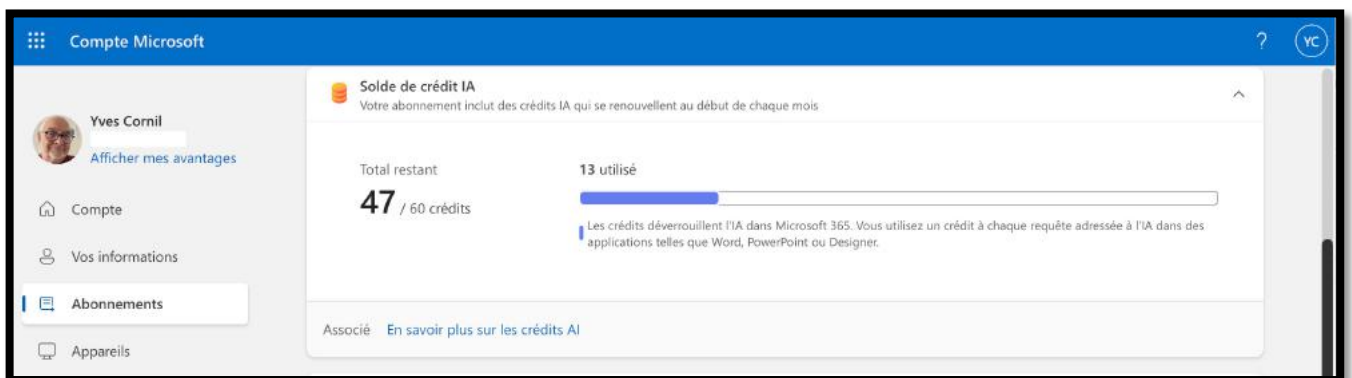 Compte Microsoft
?
YC
Yves Cornil
Afficher mes avantages
Compte
Vos informations
Abonnements
Appareils
Solde de crédit IA
Votre abonnement inclut des crédits IA qui se renouvellent au début de chaque mois
Total restant
47 / 60 crédits
13 utilisé
Les crédits déverrouillent l'IA dans Microsoft 365. Vous utilisez un crédit à chaque requête adressée à l'IA dans des
applications telles que Word, PowerPoint ou Designer.
Associé En savoir plus sur les crédits AI